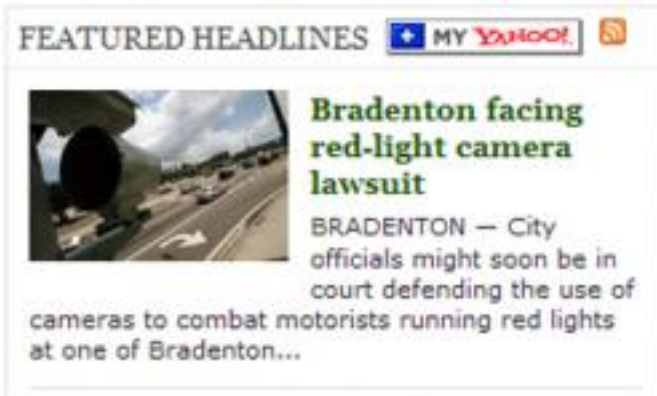 FEATURED HEADLINES + MY YAHOO!
Bradenton facing
red-light camera
lawsuit
BRADENTON — City
officials might soon be in
court defending the use of
cameras to combat motorists running red lights
at one of Bradenton...